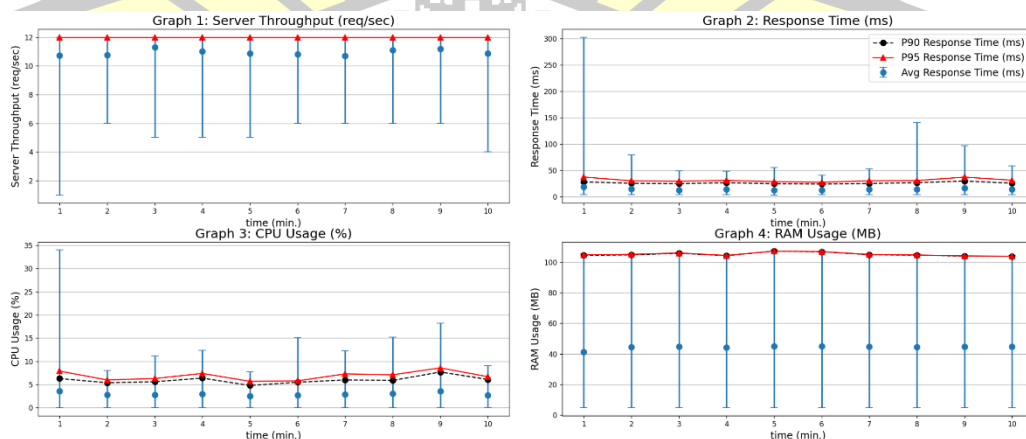 Graph 1: Server Throughput (req/sec)
Server Throughput (req/sec)
12
10
8
6
4
2
1 2 3 4 5 6 7 8 9 10
time (min.)
Graph 2: Response Time (ms)
Response Time (ms)
300
250
200
150
100
50
0
P90 Response Time (ms)
P95 Response Time (ms)
Avg Response Time (ms)
1 2 3 4 5 6 7 8 9 10
time (min.)
Graph 3: CPU Usage (%)
CPU Usage (%)
35
30
25
20
15
10
5
0
1 2 3 4 5 6 7 8 9 10
time (min.)
Graph 4: RAM Usage (MB)
RAM Usage (MB)
100
80
60
40
20
0
1 2 3 4 5 6 7 8 9 10
time (min.)